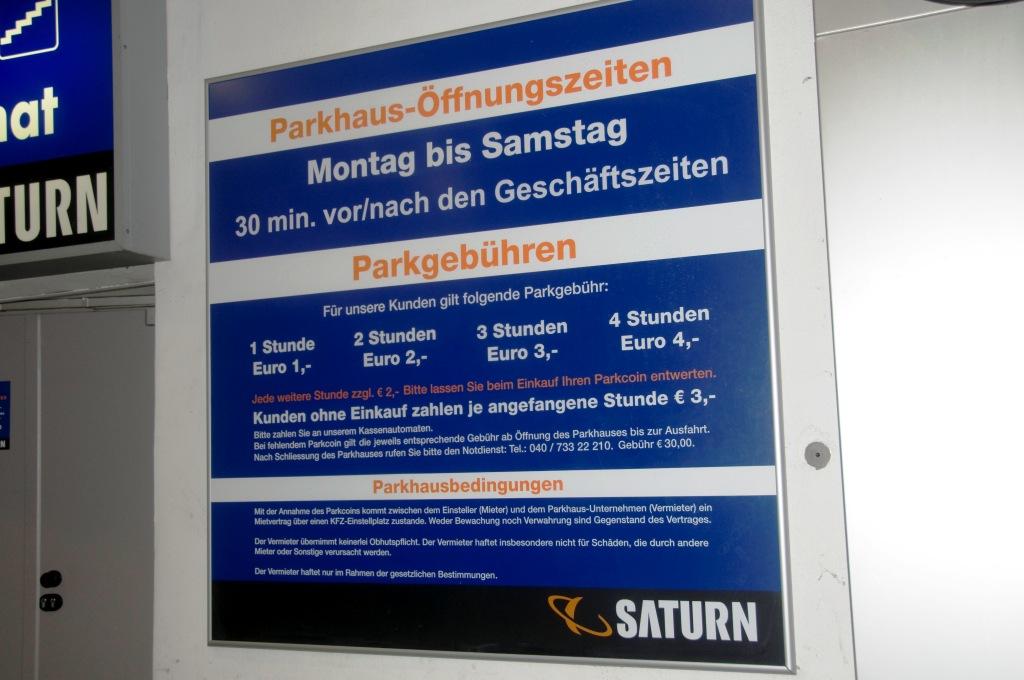 at
TURN
Parkhaus-Öffnungszeiten
Montag bis Samstag
30 min. vor/nach den Geschäftszeiten
Parkgebühren
Für unsere Kunden gilt folgende Parkgebühr:
1 Stunde 2 Stunden 3 Stunden 4 Stunden
Euro 1,- Euro 2,- Euro 3,- Euro 4,-
Jede weitere Stunde zzgl. € 2,- Bitte lassen Sie beim Einkauf Ihren Parkcoin entwerten.
Kunden ohne Einkauf zahlen je angefangene Stunde € 3,-
Bitte zahlen Sie an unserem Kassenautomaten.
Bei fehlendem Parkcoin gilt die jeweils entsprechende Gebühr ab Öffnung des Parkhauses bis zur Ausfahrt.
Nach Schliessung des Parkhauses rufen Sie bitte den Notdienst: Tel.: 040 / 733 22 210. Gebühr € 30,00.
Parkhausbedingungen
Mit der Annahme des Parkcoins kommt zwischen dem Einsteller (Mieter) und dem Parkhaus-Unternehmen (Vermieter) ein
Mietvertrag über einen KFZ-Einstellplatz zustande. Weder Bewachung noch Verwahrung sind Gegenstand des Vertrages.
Der Vermieter übernimmt keinerlei Obhutspflicht. Der Vermieter haftet insbesondere nicht für Schäden, die durch andere
Mieter oder Sonstige verursacht werden.
Der Vermieter haftet nur im Rahmen der gesetzlichen Bestimmungen.
SATURN